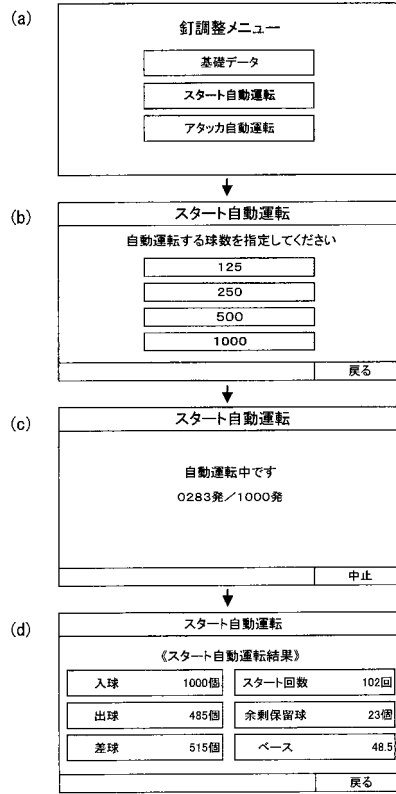 (a)
釘調整メニュー
基礎データ
スタート自動運転
アタッカ自動運転
(b)
スタート自動運転
自動運転する球数を指定してください
125
250
500
1000
戻る
(c)
スタート自動運転
自動運転中です
0283発/1000発
中止
(d)
スタート自動運転
《スタート自動運転結果》
入球 1000個 スタート回数 102回
出球 485個 余剰保留球 23個
差球 515個 ベース 48.5
戻る